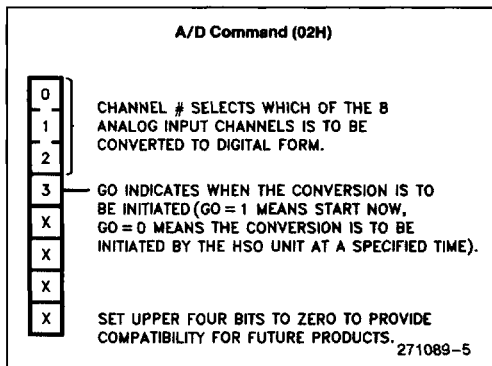 A/D Command (02H)
0
1
2
CHANNEL # SELECTS WHICH OF THE 8
ANALOG INPUT CHANNELS IS TO BE
CONVERTED TO DIGITAL FORM.
3
GO INDICATES WHEN THE CONVERSION IS TO
BE INITIATED (GO = 1 MEANS START NOW,
GO = 0 MEANS THE CONVERSION IS TO BE
INITIATED BY THE HSO UNIT AT A SPECIFIED TIME).
X
X
X
X
SET UPPER FOUR BITS TO ZERO TO PROVIDE
COMPATIBILITY FOR FUTURE PRODUCTS.
271089-5